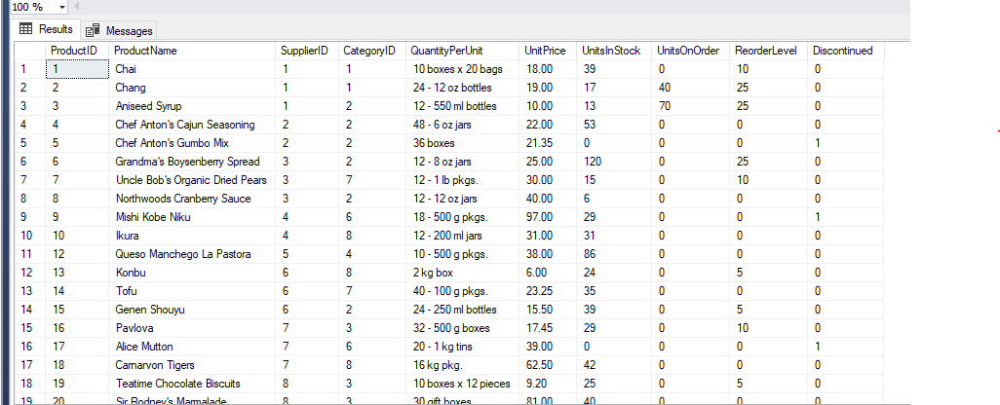 100 %
Results Messages
ProductID ProductName SupplierID CategoryID QuantityPerUnit UnitPrice UnitsInStock UnitsOnOrder ReorderLevel Discontinued
1 1 Chai 1 1 10 boxes x 20 bags 18.00 39 0 10 0
2 2 Chang 1 1 24 - 12 oz bottles 19.00 17 40 25 0
3 3 Aniseed Syrup 1 2 12 - 550 ml bottles 10.00 13 70 25 0
4 4 Chef Anton's Cajun Seasoning 2 2 48 - 6 oz jars 22.00 53 0 0 0
5 5 Chef Anton's Gumbo Mix 2 2 36 boxes 21.35 0 0 0 1
6 6 Grandma's Boysenberry Spread 3 2 12 - 8 oz jars 25.00 120 0 25 0
7 7 Uncle Bob's Organic Dried Pears 3 7 12 - 1 lb pkgs. 30.00 15 0 10 0
8 8 Northwoods Cranberry Sauce 3 2 12 - 12 oz jars 40.00 6 0 0 0
9 9 Mishi Kobe Niku 4 6 18 - 500 g pkgs. 97.00 29 0 0 1
10 10 Ikura 4 8 12 - 200 ml jars 31.00 31 0 0 0
11 12 Queso Manchego La Pastora 5 4 10 - 500 g pkgs. 38.00 86 0 0 0
12 13 Konbu 6 8 2 kg box 6.00 24 0 5 0
13 14 Tofu 6 7 40 - 100 g pkgs. 23.25 35 0 0 0
14 15 Genen Shouyu 6 2 24 - 250 ml bottles 15.50 39 0 5 0
15 16 Pavlova 7 3 32 - 500 g boxes 17.45 29 0 10 0
16 17 Alice Mutton 7 6 20 - 1 kg tins 39.00 0 0 0 1
17 18 Carnarvon Tigers 7 8 16 kg pkg. 62.50 42 0 0 0
18 19 Teatime Chocolate Biscuits 8 3 10 boxes x 12 pieces 9.20 25 0 5 0
19 20 Sir Rodney's Marmalade 8 3 30 gift boxes 81.00 40 0 0 0